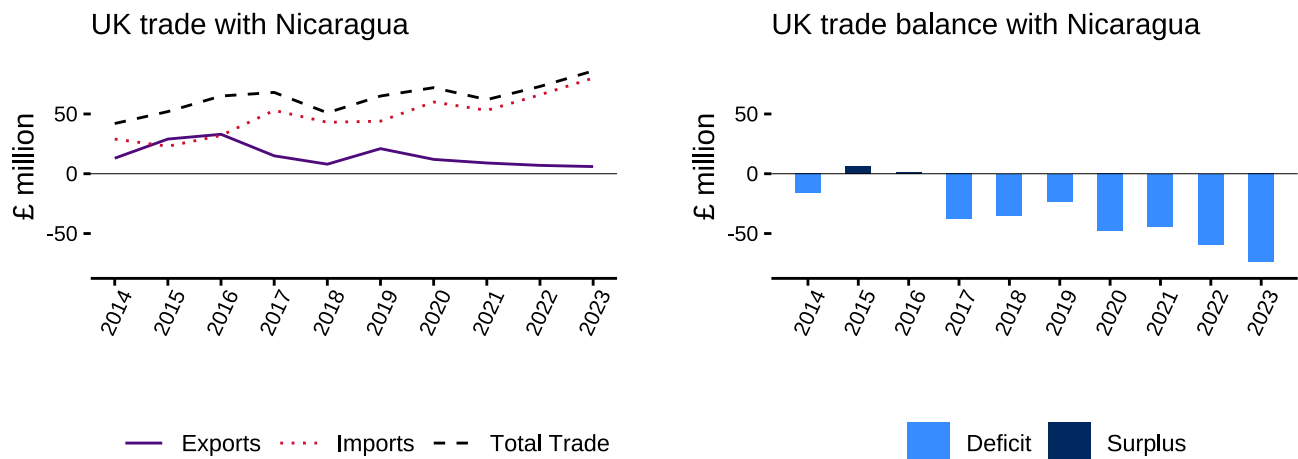 UK trade with Nicaragua
£ million
50
0
-50
2014 2015 2016 2017 2018 2019 2020 2021 2022 2023
Exports Imports Total Trade
UK trade balance with Nicaragua
£ million
50
0
-50
2014 2015 2016 2017 2018 2019 2020 2021 2022 2023
Deficit Surplus